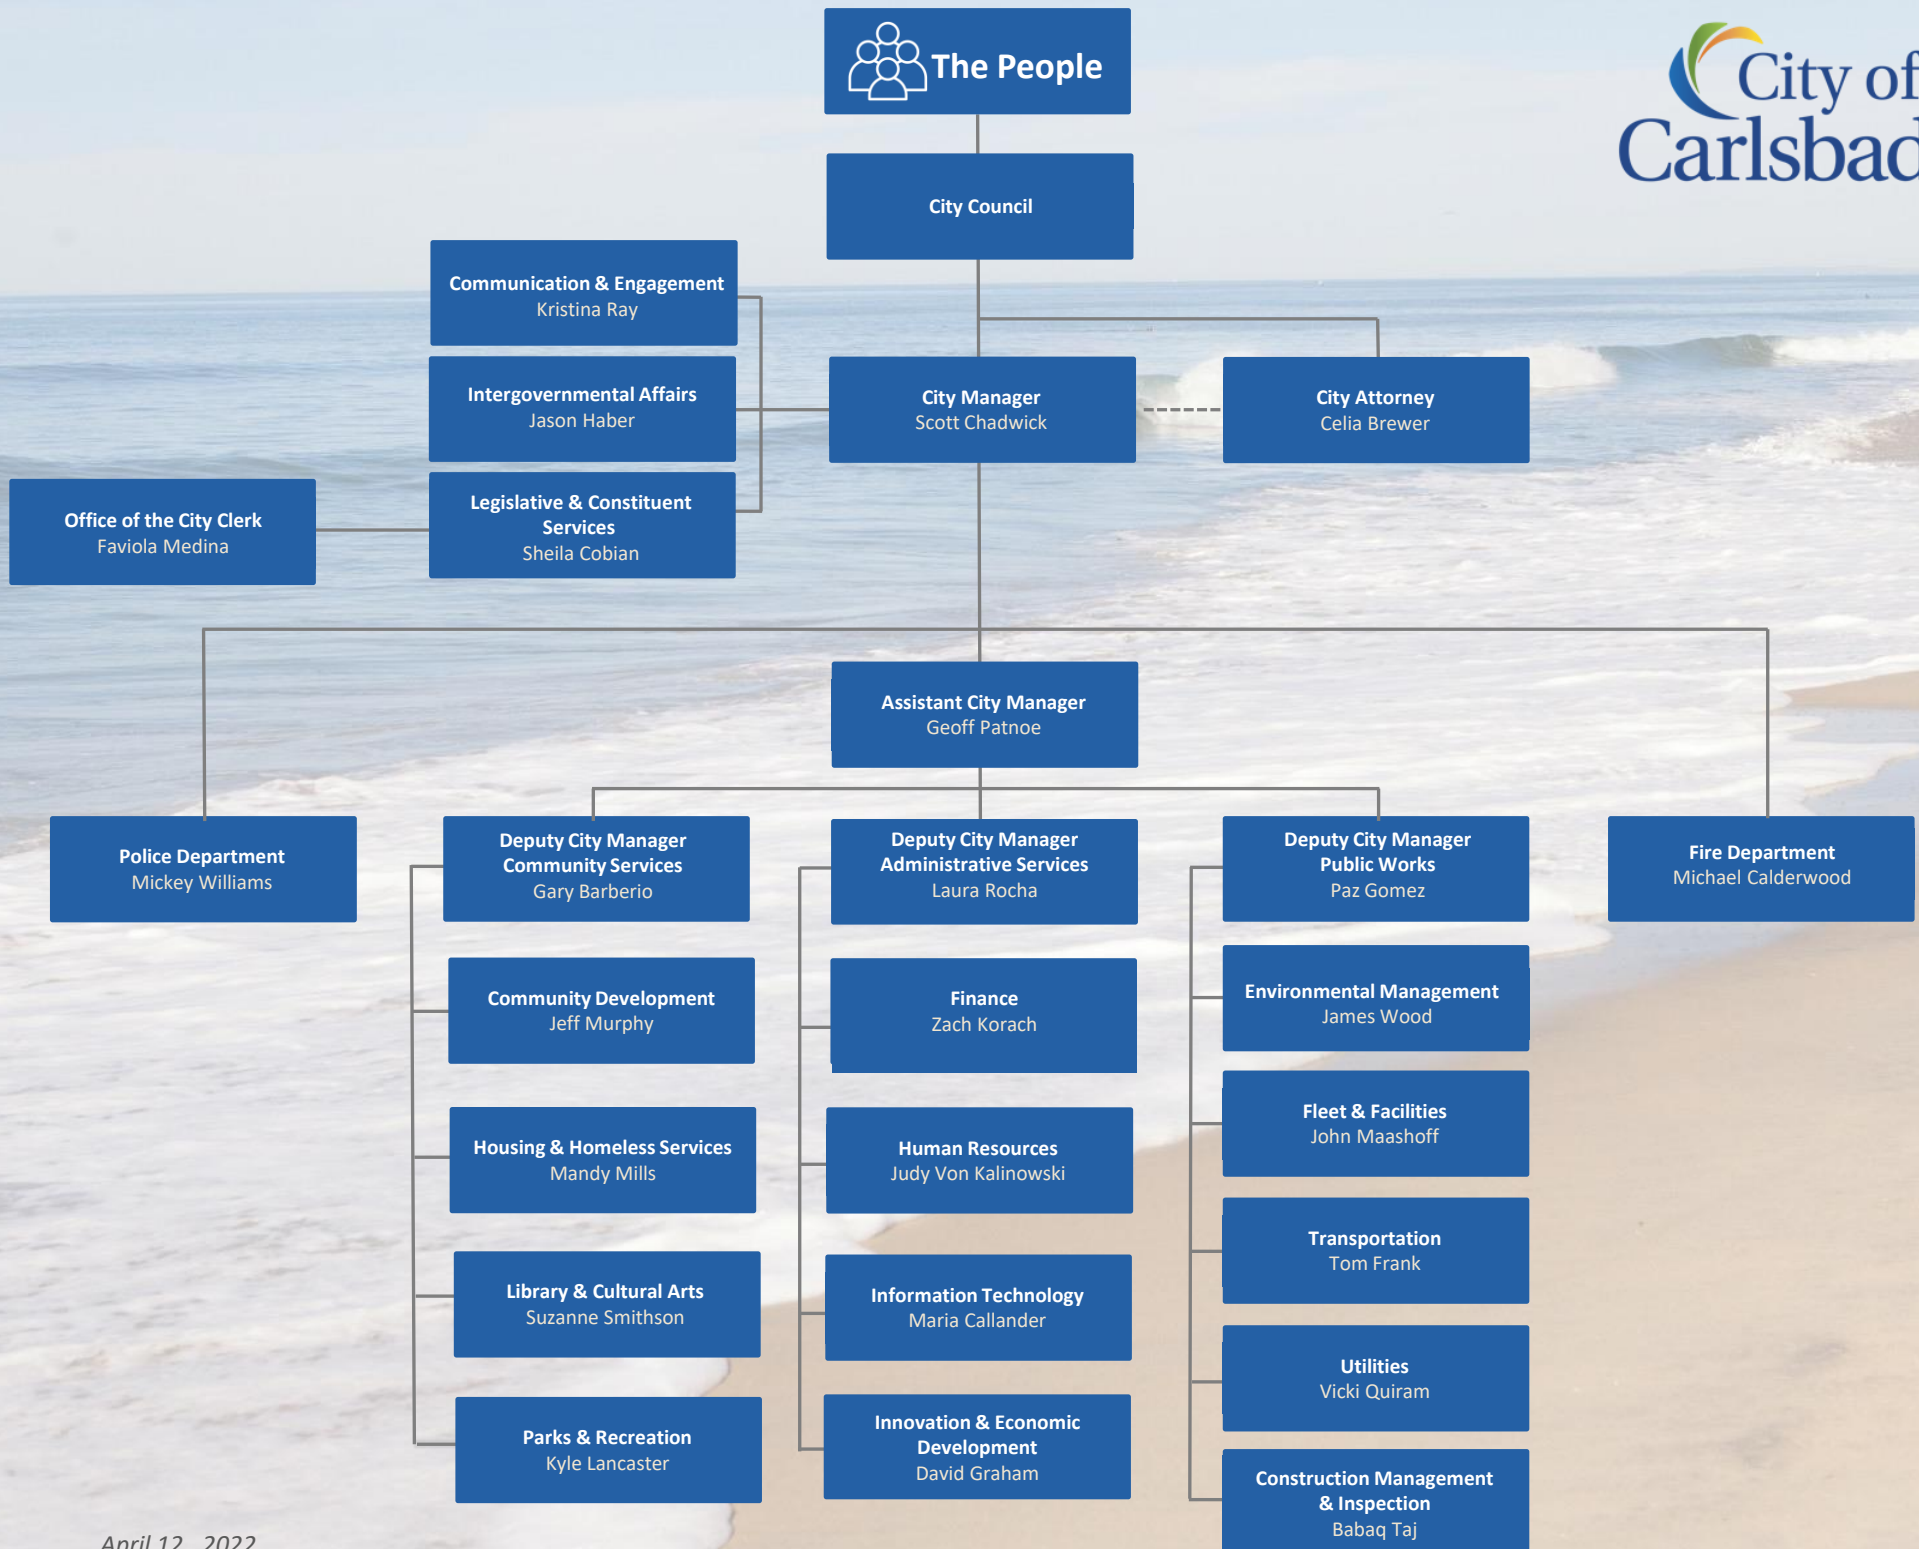 The People
City of
Carlsbad
City Council
Communication & Engagement
Kristina Ray
Intergovernmental Affairs
Jason Haber
City Manager
Scott Chadwick
City Attorney
Celia Brewer
Office of the City Clerk
Faviola Medina
Legislative & Constituent
Services
Sheila Cobian
Assistant City Manager
Geoff Patnoe
Police Department
Mickey Williams
Deputy City Manager
Community Services
Gary Barberio
Deputy City Manager
Administrative Services
Laura Rocha
Deputy City Manager
Public Works
Paz Gomez
Fire Department
Michael Calderwood
Community Development
Jeff Murphy
Housing & Homeless Services
Mandy Mills
Library & Cultural Arts
Suzanne Smithson
Parks & Recreation
Kyle Lancaster
Finance
Zach Korach
Human Resources
Judy Von Kalinowski
Information Technology
Maria Callander
Innovation & Economic
Development
David Graham
Environmental Management
James Wood
Fleet & Facilities
John Maashoff
Transportation
Tom Frank
Utilities
Vicki Quiram
Construction Management
& Inspection
Babaq Taj
April 12, 2022